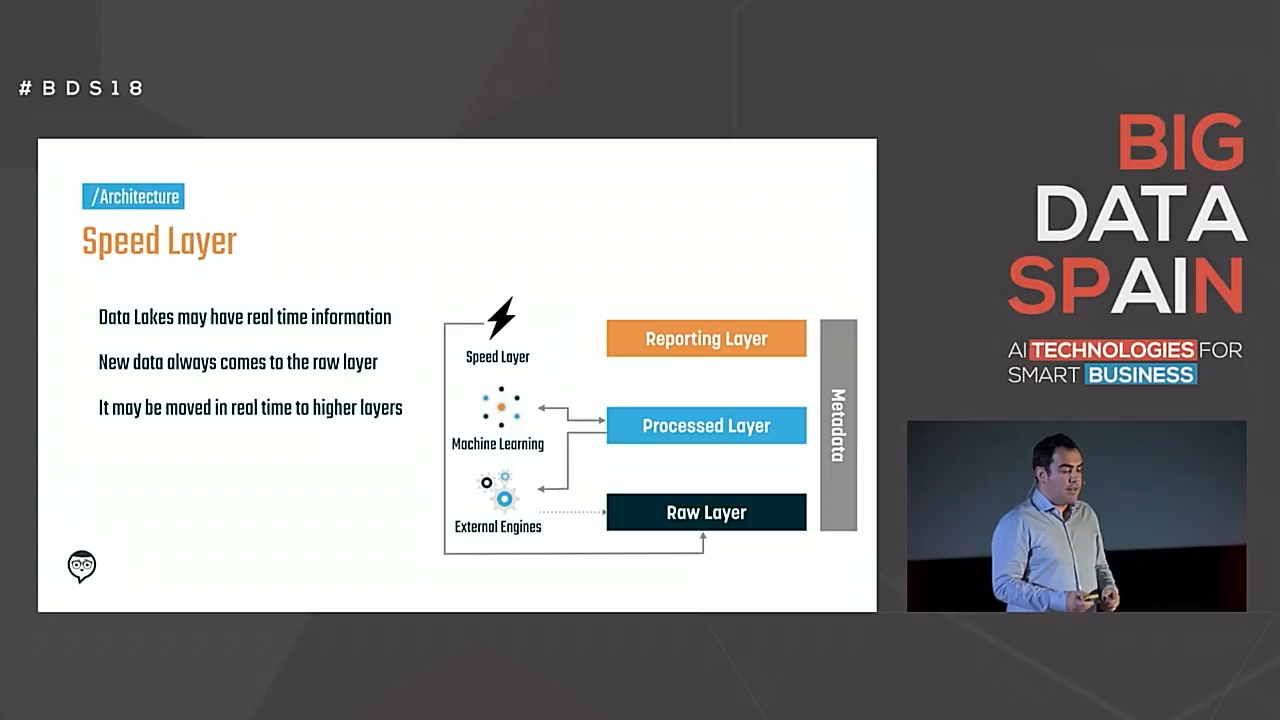 #BDS18
/Architecture
Speed Layer
Data Lakes may have real time information
New data always comes to the raw layer
It may be moved in real time to higher layers
Speed Layer
Machine Learning
External Engines
Reporting Layer
Processed Layer
Raw Layer
Metadata
BIG
DATA
SPAIN
AI TECHNOLOGIES FOR
SMART BUSINESS